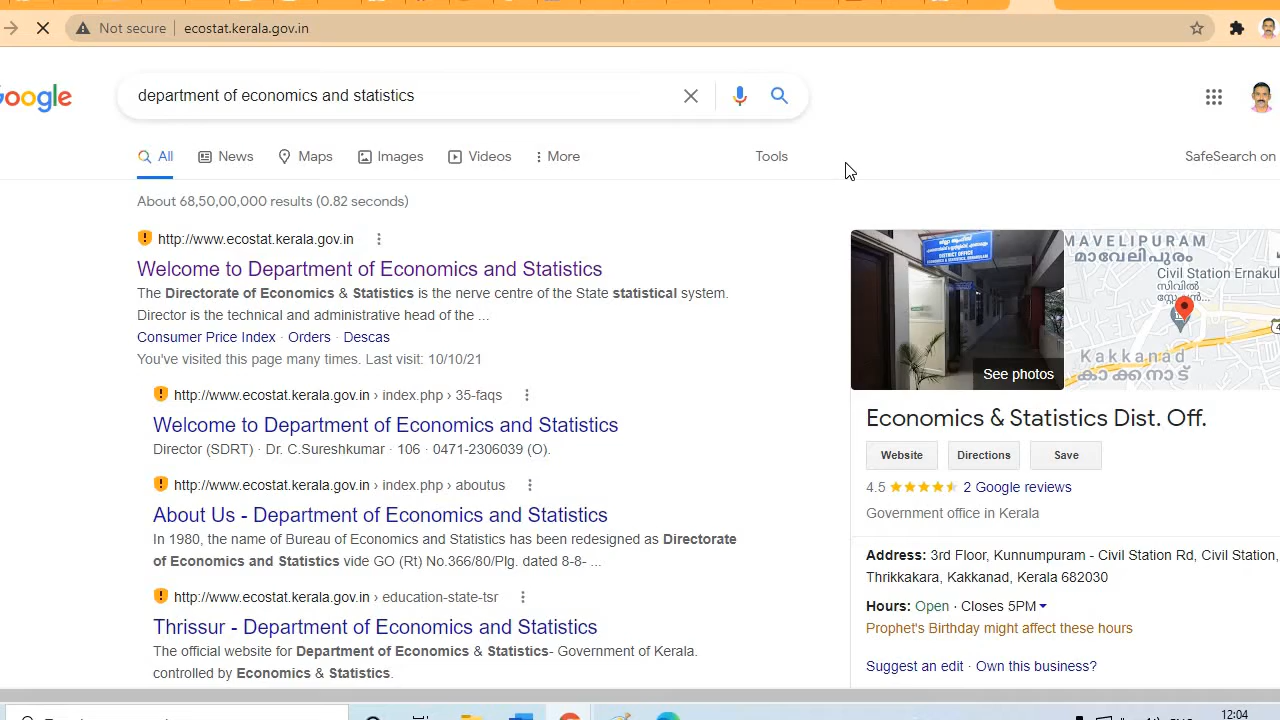 Not secure ecostat.kerala.gov.in
department of economics and statistics
All News Maps Images Videos More Tools SafeSearch on
About 68,50,00,000 results (0.82 seconds)
http://www.ecostat.kerala.gov.in
Welcome to Department of Economics and Statistics
The Directorate of Economics & Statistics is the nerve centre of the State statistical system.
Director is the technical and administrative head of the ...
Consumer Price Index · Orders · Descas
You've visited this page many times. Last visit: 10/10/21
http://www.ecostat.kerala.gov.in › index.php › 35-faqs
Welcome to Department of Economics and Statistics
Director (SDRT) · Dr. C.Sureshkumar · 106 · 0471-2306039 (O).
http://www.ecostat.kerala.gov.in › index.php › aboutus
About Us - Department of Economics and Statistics
In 1980, the name of Bureau of Economics and Statistics has been redesigned as Directorate
of Economics and Statistics vide GO (Rt) No.366/80/Plg. dated 8-8- ...
http://www.ecostat.kerala.gov.in › education-state-tsr
Thrissur - Department of Economics and Statistics
The official website for Department of Economics & Statistics- Government of Kerala.
controlled by Economics & Statistics.
MAVELIPURAM
മാവേലിപുരം
Civil Station Ernaku
സിവിൽ
Kakkanad
കാക്കനാട്
See photos
Economics & Statistics Dist. Off.
Website Directions Save
4.5 2 Google reviews
Government office in Kerala
Address: 3rd Floor, Kunnumpuram - Civil Station Rd, Civil Station,
Thrikkakara, Kakkanad, Kerala 682030
Hours: Open · Closes 5PM
Prophet's Birthday might affect these hours
Suggest an edit · Own this business?
12:04